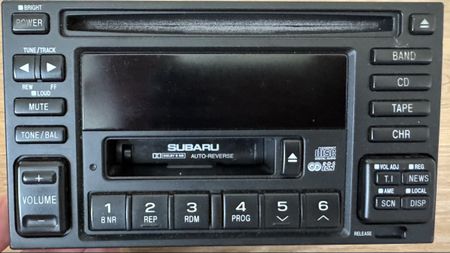 BRIGHT
POWER
TUNE/TRACK
REW FF
LOUD
MUTE
TONE/BAL
+
VOLUME
SUBARU
DOLBY B NR AUTO-REVERSE
1
B NR
2
REP
3
RDM
4
PROG
5
6
BAND
CD
TAPE
CHR
VOL ADJ REG
T.I NEWS
AME LOCAL
SCN DISP
RELEASE